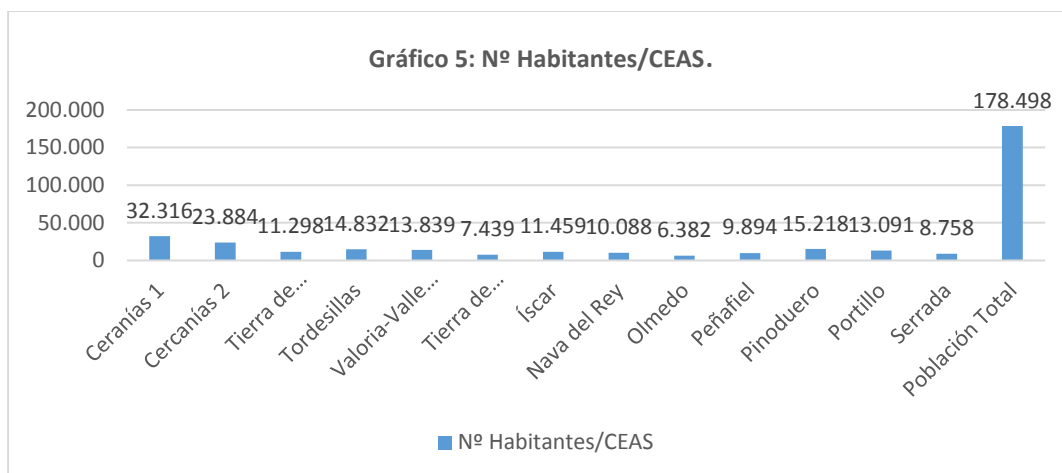 Gráfico 5: Nº Habitantes/CEAS.
200.000
150.000
100.000
50.000
0
32.316
23.884
11.298
14.832
13.839
7.439
11.459
10.088
6.382
9.894
15.218
13.091
8.758
178.498
Ceranías 1
Cercanías 2
Tierra de...
Tordesillas
Valoria-Valle...
Tierra de...
Íscar
Nava del Rey
Olmedo
Peñafiel
Pinoduero
Portillo
Serrada
Población Total
Nº Habitantes/CEAS